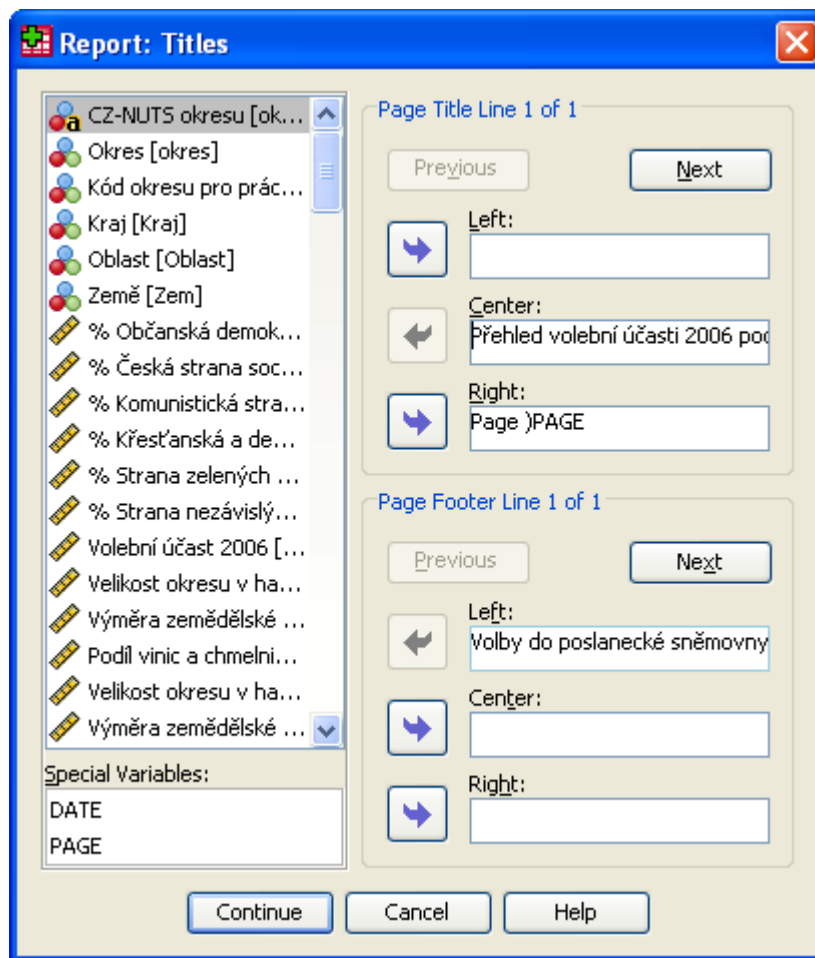 Report: Titles
CZ-NUTS okresu [ok...
Okres [okres]
Kód okresu pro prác...
Kraj [Kraj]
Oblast [Oblast]
Země [Zem]
% Občanská demok...
% Česká strana soc...
% Komunistická stra...
% Křesťanská a de...
% Strana zelených ...
% Strana nezávislý...
Volební účast 2006 [...
Velikost okresu v ha...
Výměra zemědělské ...
Podíl vinic a chmelni...
Velikost okresu v ha...
Výměra zemědělské ...
Special Variables:
DATE
PAGE
Page Title Line 1 of 1
Previous
Next
Left:
Center:
Přehled volební účasti 2006 pod
Right:
Page )PAGE
Page Footer Line 1 of 1
Previous
Next
Left:
Volby do poslanecké sněmovny
Center:
Right:
Continue
Cancel
Help